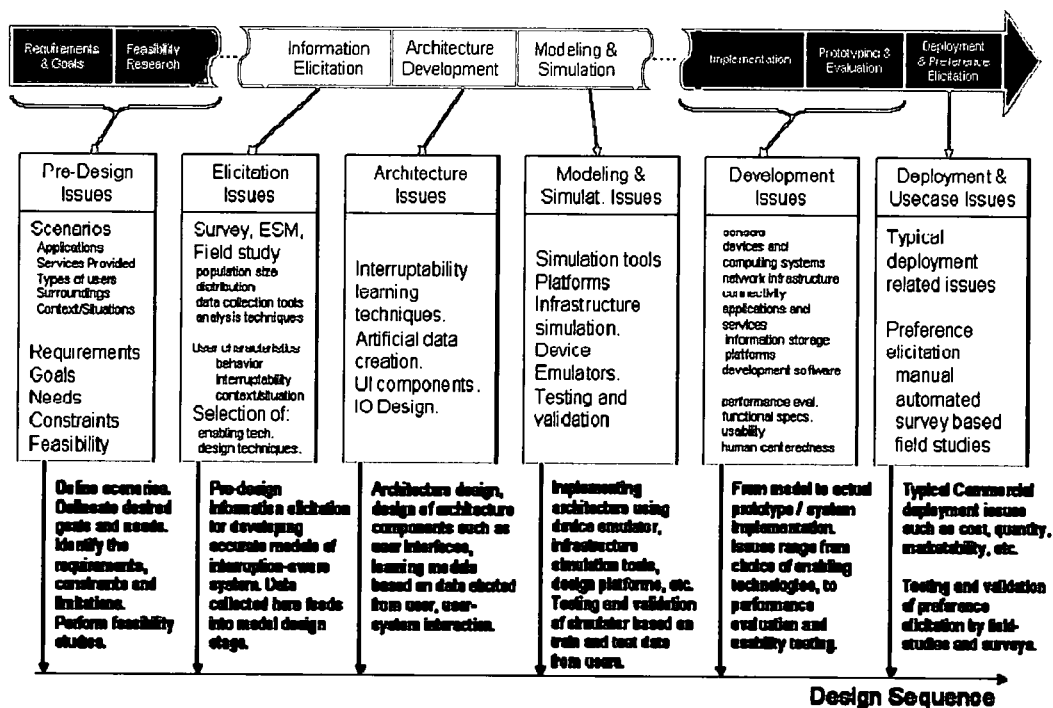 Requirements
& Goals
Feasibility
Research
Information
Elicitation
Architecture
Development
Modeling &
Simulation
Implementation
Prototyping &
Evaluation
Deployment
& Preference
Elicitation
Pre-Design
Issues
Scenarios
Applications
Services Provided
Types of users
Surroundings
Context/Situations
Requirements
Goals
Needs
Constraints
Feasibility
Elicitation
Issues
Survey, ESM,
Field study
population size
distribution
data collection tools
analysis techniques
User characteristics
behavior
interruptability
context/situation
Selection of:
enabling tech.
design techniques.
Architecture
Issues
Interruptability
learning
techniques.
Artificial data
creation.
UI components.
IO Design.
Modeling &
Simulat. Issues
Simulation tools
Platforms
Infrastructure
simulation.
Device
Emulators.
Testing and
validation
Development
Issues
sensors
devices and
computing systems
network infrastructure
connectivity
applications and
services
information storage
platforms
development software
performance eval.
functional specs.
usability
human centeredness
Deployment &
Usecase Issues
Typical
deployment
related issues
Preference
elicitation
manual
automated
survey based
field studies
Define scenarios.
Delineate desired
goals and needs.
Identify the
requirements,
constraints and
limitations.
Perform feasibility
studies.
Pre-design
information elicitation
for developing
accurate models of
interruption-aware
system. Data
collected here feeds
into model design
stage.
Architecture design,
design of architecture
components such as
user interfaces,
learning models
based on data elicited
from user, user-
system interaction.
Implementing
architecture using
device emulator,
infrastructure
simulation tools,
design platforms, etc.
Testing and validation
of simulator based on
train and test data
from users.
From model to actual
prototype / system
implementation.
Issues range from
choice of enabling
technologies, to
performance
evaluation and
usability testing.
Typical Commercial
deployment issues
such as cost, quantity,
marketability, etc.
Testing and validation
of preference
elicitation by field-
studies and surveys.
Design Sequence